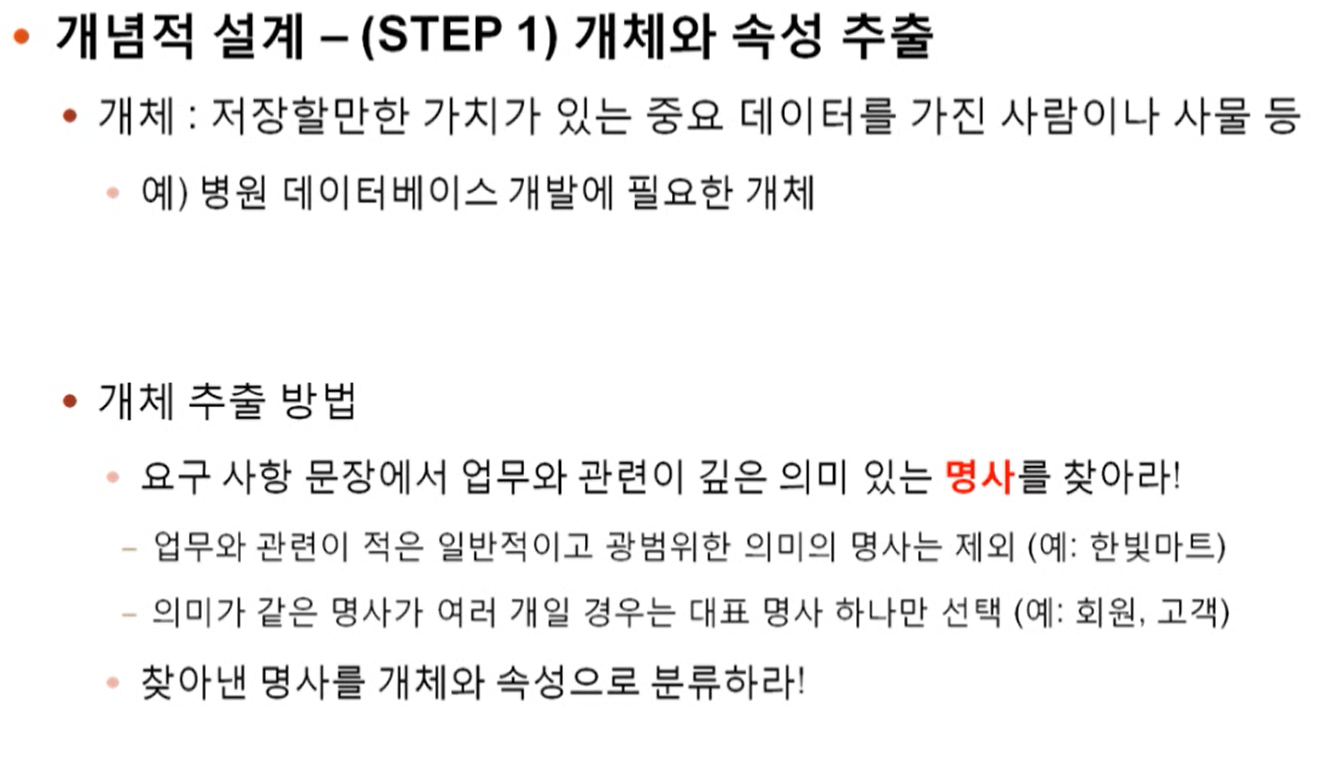 • 개념적 설계 – (STEP 1) 개체와 속성 추출
• 개체 : 저장할만한 가치가 있는 중요 데이터를 가진 사람이나 사물 등
• 예) 병원 데이터베이스 개발에 필요한 개체
• 개체 추출 방법
• 요구 사항 문장에서 업무와 관련이 깊은 의미 있는 명사를 찾아라!
– 업무와 관련이 적은 일반적이고 광범위한 의미의 명사는 제외 (예: 한빛마트)
– 의미가 같은 명사가 여러 개일 경우는 대표 명사 하나만 선택 (예: 회원, 고객)
• 찾아낸 명사를 개체와 속성으로 분류하라!